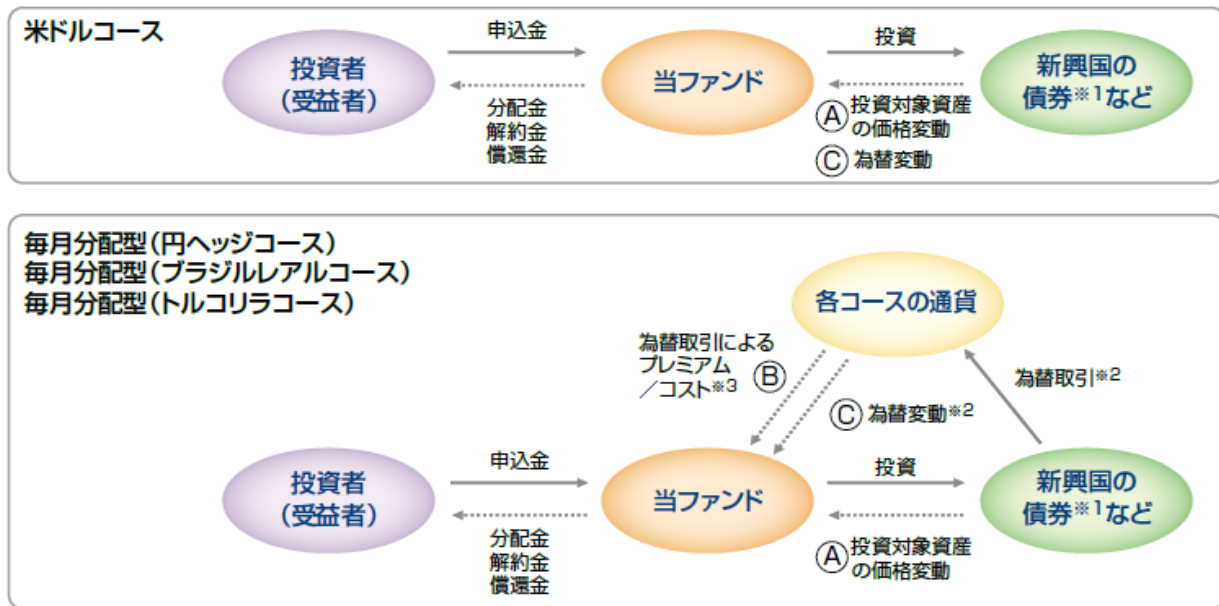 米ドルコース
申込金
投資
投資者
（受益者）
当ファンド
新興国の
債券※1など
分配金
解約金
償還金
Ⓐ投資対象資産
の価格変動
Ⓒ為替変動
毎月分配型（円ヘッジコース）
毎月分配型（ブラジルレアルコース）
毎月分配型（トルコリラコース）
各コースの通貨
為替取引による
プレミアム
／コスト※3
Ⓑ
Ⓒ為替変動※2
為替取引※2
申込金
投資
投資者
（受益者）
当ファンド
新興国の
債券※1など
分配金
解約金
償還金
Ⓐ投資対象資産
の価格変動